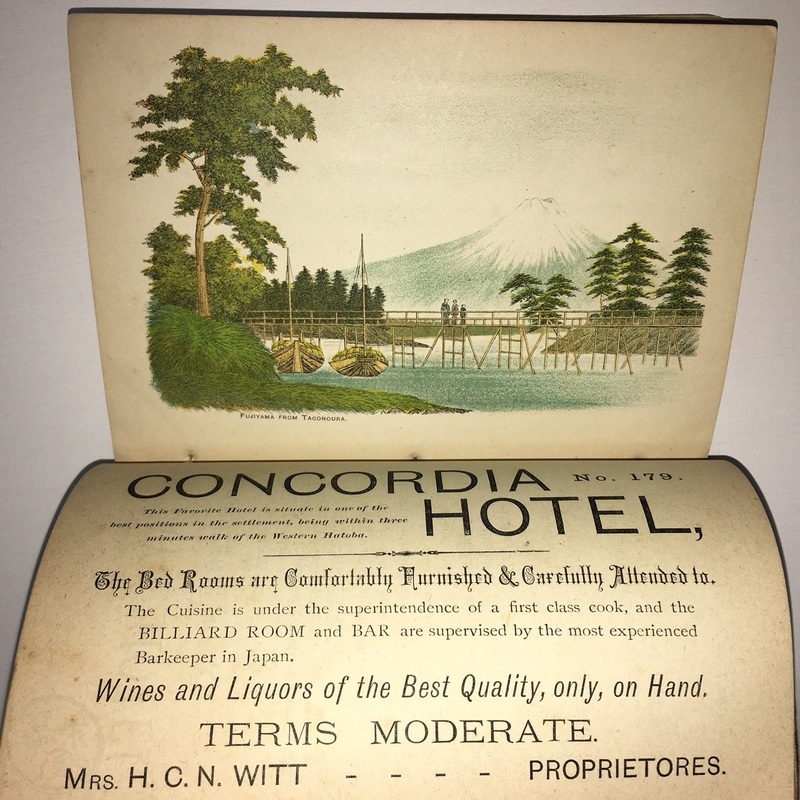 FUJIYAMA FROM TAGONOURA.
CONCORDIA No. 179.
HOTEL,
This Favorite Hotel is situate in one of the
best positions in the settlement, being within three
minutes walk of the Western Hatoba.
The Bed Rooms are Comfortably Furnished & Carefully Attended to.
The Cuisine is under the superintendence of a first class cook, and the
BILLIARD ROOM and BAR are supervised by the most experienced
Barkeeper in Japan.
Wines and Liquors of the Best Quality, only, on Hand.
TERMS MODERATE.
MRS. H. C. N. WITT - - - - PROPRIETORES.